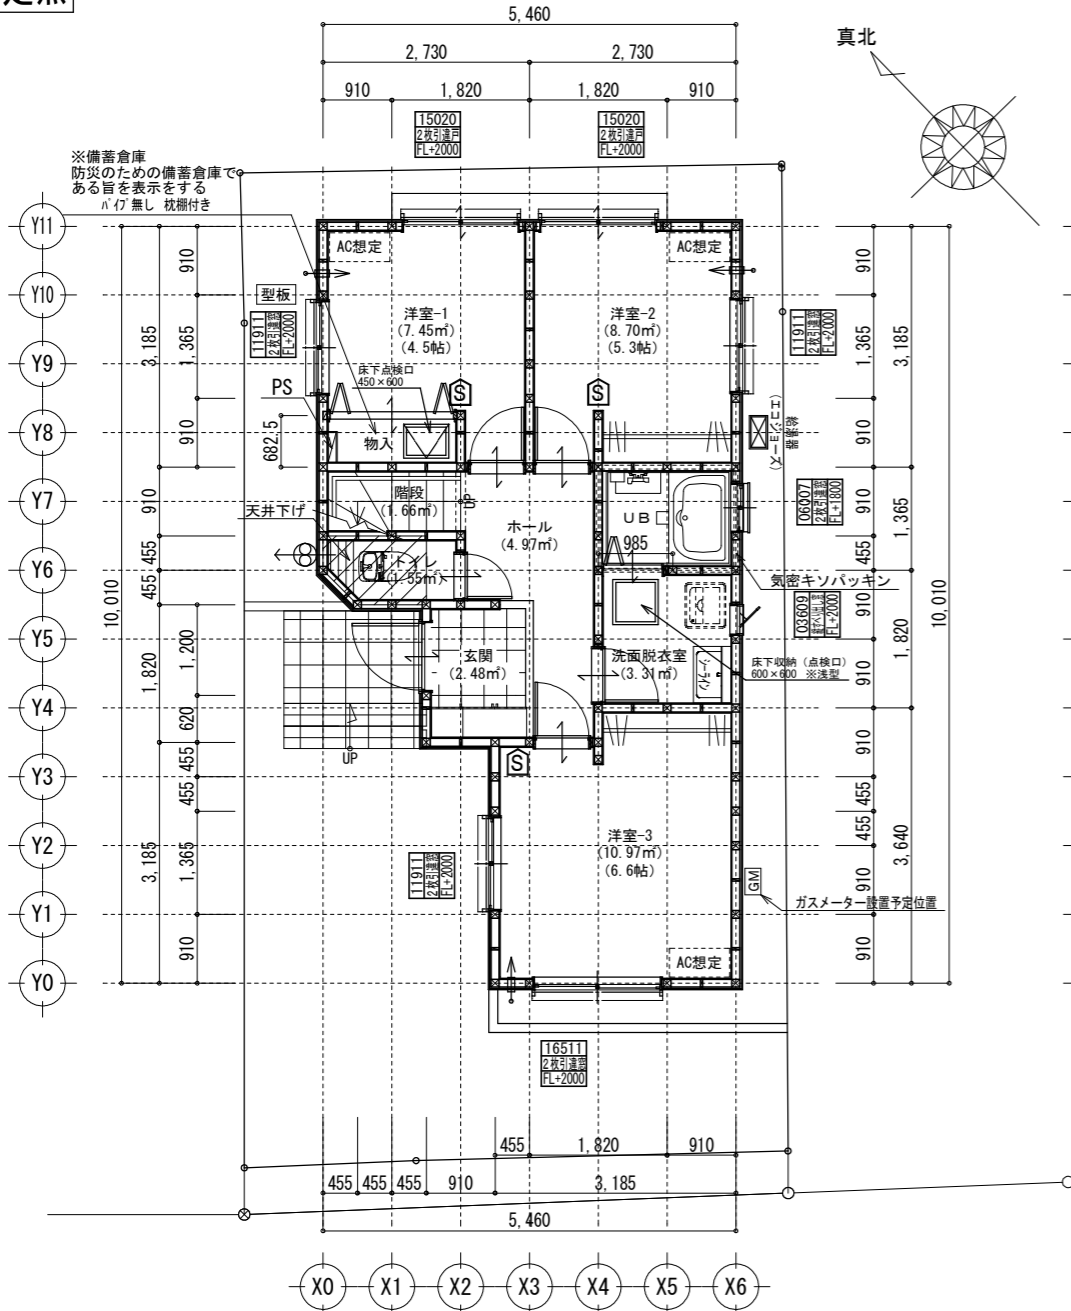 5,460
真北
2,730
2,730
910
1,820
1,820
910
15020
2枚引違戸
FL+2000
15020
2枚引違戸
FL+2000
※備蓄倉庫
防災のための備蓄倉庫で
ある旨を表示をする
パイプ無し 枕棚付き
Y11
Y10
Y9
Y8
Y7
Y6
Y5
Y4
Y3
Y2
Y1
Y0
10,010
3,185
910
455
455
1,820
3,185
910
1,365
910
1,200
620
455
455
1,365
910
682.5
AC想定
AC想定
型板
11911
2枚引違窓
FL+2000
洋室-1
(7.45㎡)
(4.5帖)
洋室-2
(8.70㎡)
(5.3帖)
11911
2枚引違窓
FL+2000
床下点検口
450×600
PS
S
S
物入
給湯器
(エコジョーズ)
階段
(1.66㎡)
UP
天井下げ
ホール
(4.97㎡)
UB
985
06007
2枚引違窓
FL+1800
トイレ
(1.55㎡)
気密キソパッキン
03609
FL+2000
玄関
(2.48㎡)
洗面脱衣室
(3.31㎡)
床下収納(点検口)
600×600 ※浅型
UP
S
洋室-3
(10.97㎡)
(6.6帖)
11911
2枚引違窓
FL+2000
GM
ガスメーター設置予定位置
AC想定
16511
2枚引違窓
FL+2000
910
1,365
910
910
455
910
910
910
455
455
910
910
3,185
1,365
1,820
3,640
10,010
455
1,820
910
455
455
455
910
3,185
5,460
X0
X1
X2
X3
X4
X5
X6